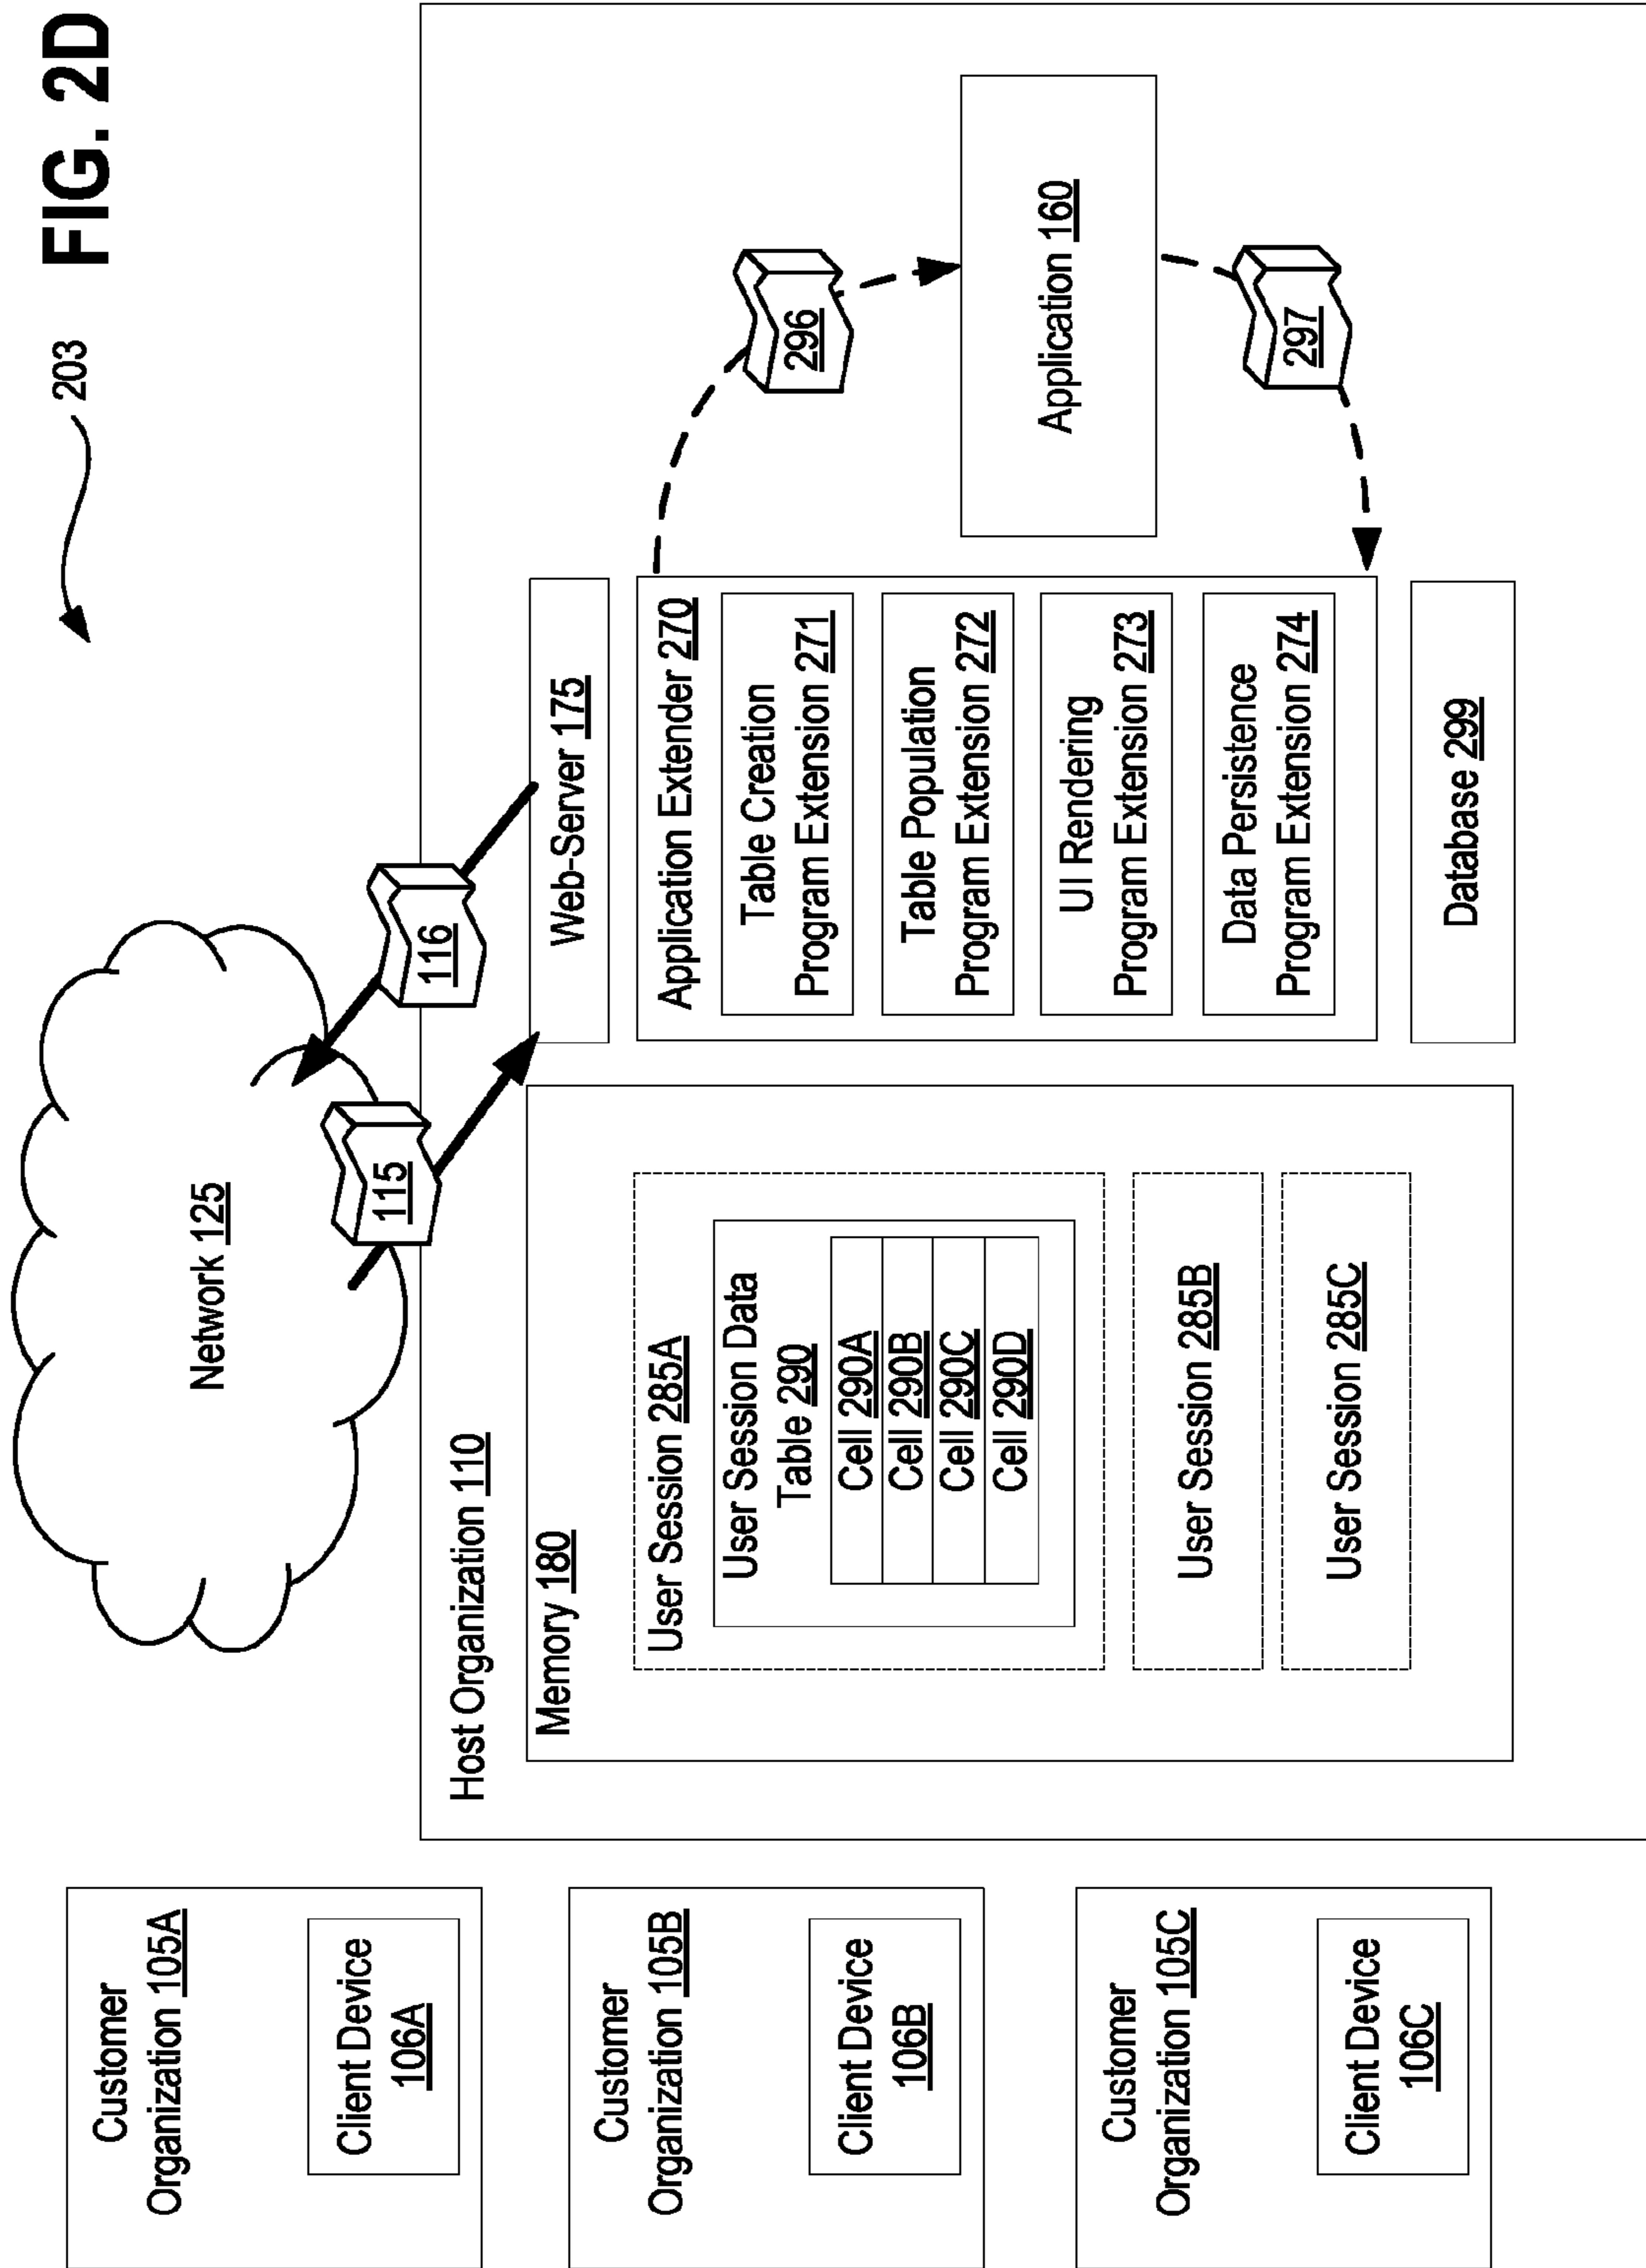 FIG. 2D
203
Network 125
115
116
Customer
Organization 105A
Client Device
106A
Customer
Organization 105B
Client Device
106B
Customer
Organization 105C
Client Device
106C
Host Organization 110
Memory 180
User Session 285A
User Session Data
Table 290
Cell 290A
Cell 290B
Cell 290C
Cell 290D
User Session 285B
User Session 285C
Web-Server 175
Application Extender 270
Table Creation
Program Extension 271
Table Population
Program Extension 272
UI Rendering
Program Extension 273
Data Persistence
Program Extension 274
Database 299
296
Application 160
297